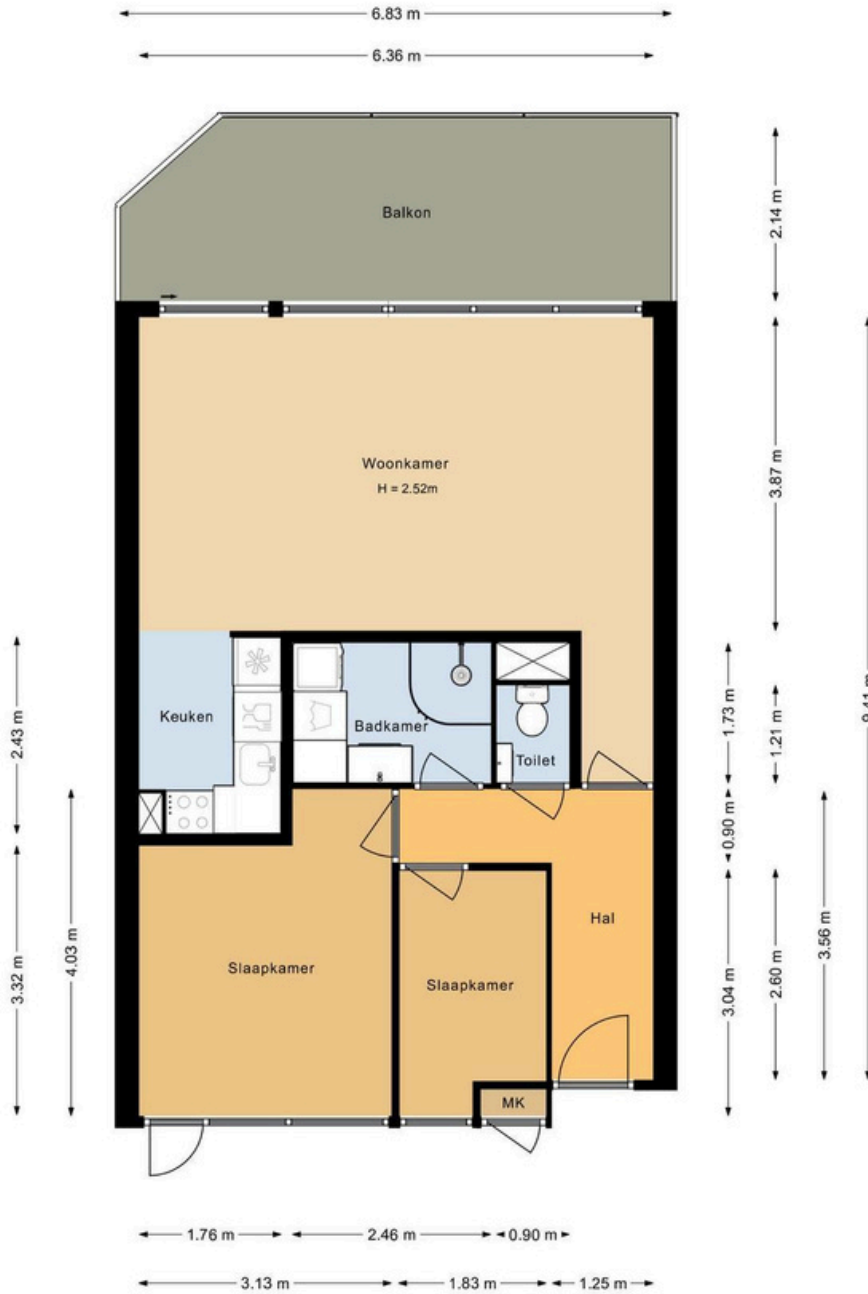 6.83 m
6.36 m
Balkon
2.14 m
Woonkamer
H = 2.52m
3.87 m
9.41 m
Keuken
Badkamer
Toilet
2.43 m
1.73 m
1.21 m
0.90 m
Hal
Slaapkamer
Slaapkamer
3.32 m
4.03 m
3.04 m
2.60 m
3.56 m
MK
1.76 m
2.46 m
0.90 m
3.13 m
1.83 m
1.25 m